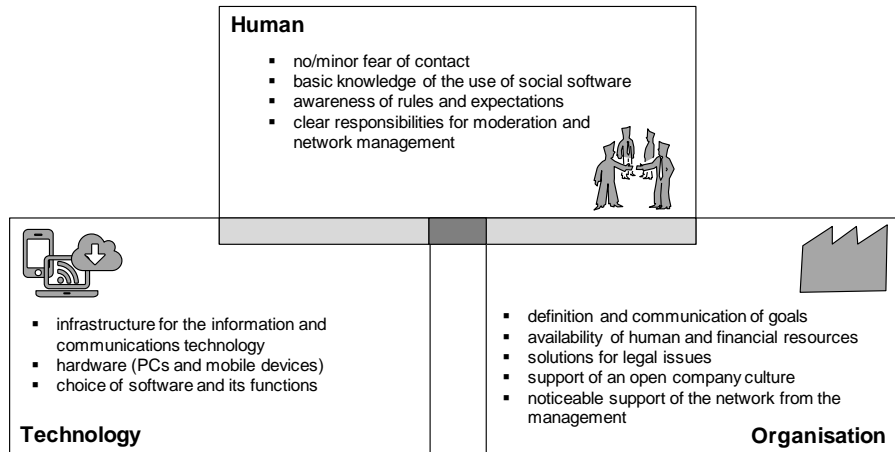 Human
▪ no/minor fear of contact
▪ basic knowledge of the use of social software
▪ awareness of rules and expectations
▪ clear responsibilities for moderation and
network management
▪ infrastructure for the information and
communications technology
▪ hardware (PCs and mobile devices)
▪ choice of software and its functions
Technology
▪ definition and communication of goals
▪ availability of human and financial resources
▪ solutions for legal issues
▪ support of an open company culture
▪ noticeable support of the network from the
management
Organisation